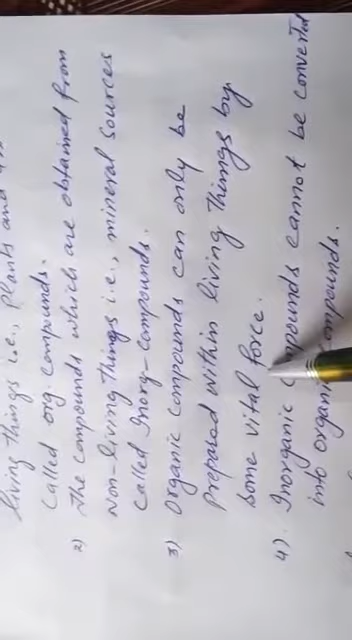 living things i.e., Plants and
called org. compounds.
2) The compounds which are obtained from
Non-living things i.e., mineral sources
called Inorg-compounds.
3) Organic compounds can only be
Prepared within living things by
some vital force.
4). Inorganic compounds cannot be converted
into organic compounds.